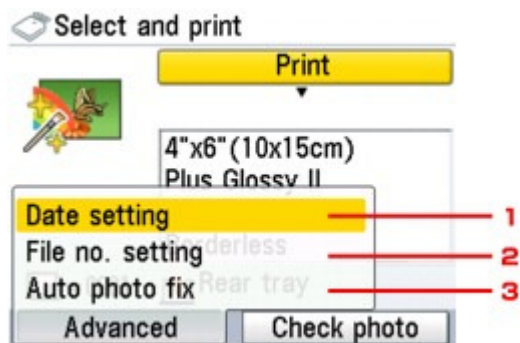 Select and print
Print
4"x6"(10x15cm)
Plus Glossy II
Date setting
1
File no. setting
Borderless
2
Auto photo fix
Rear tray
3
Advanced
Check photo